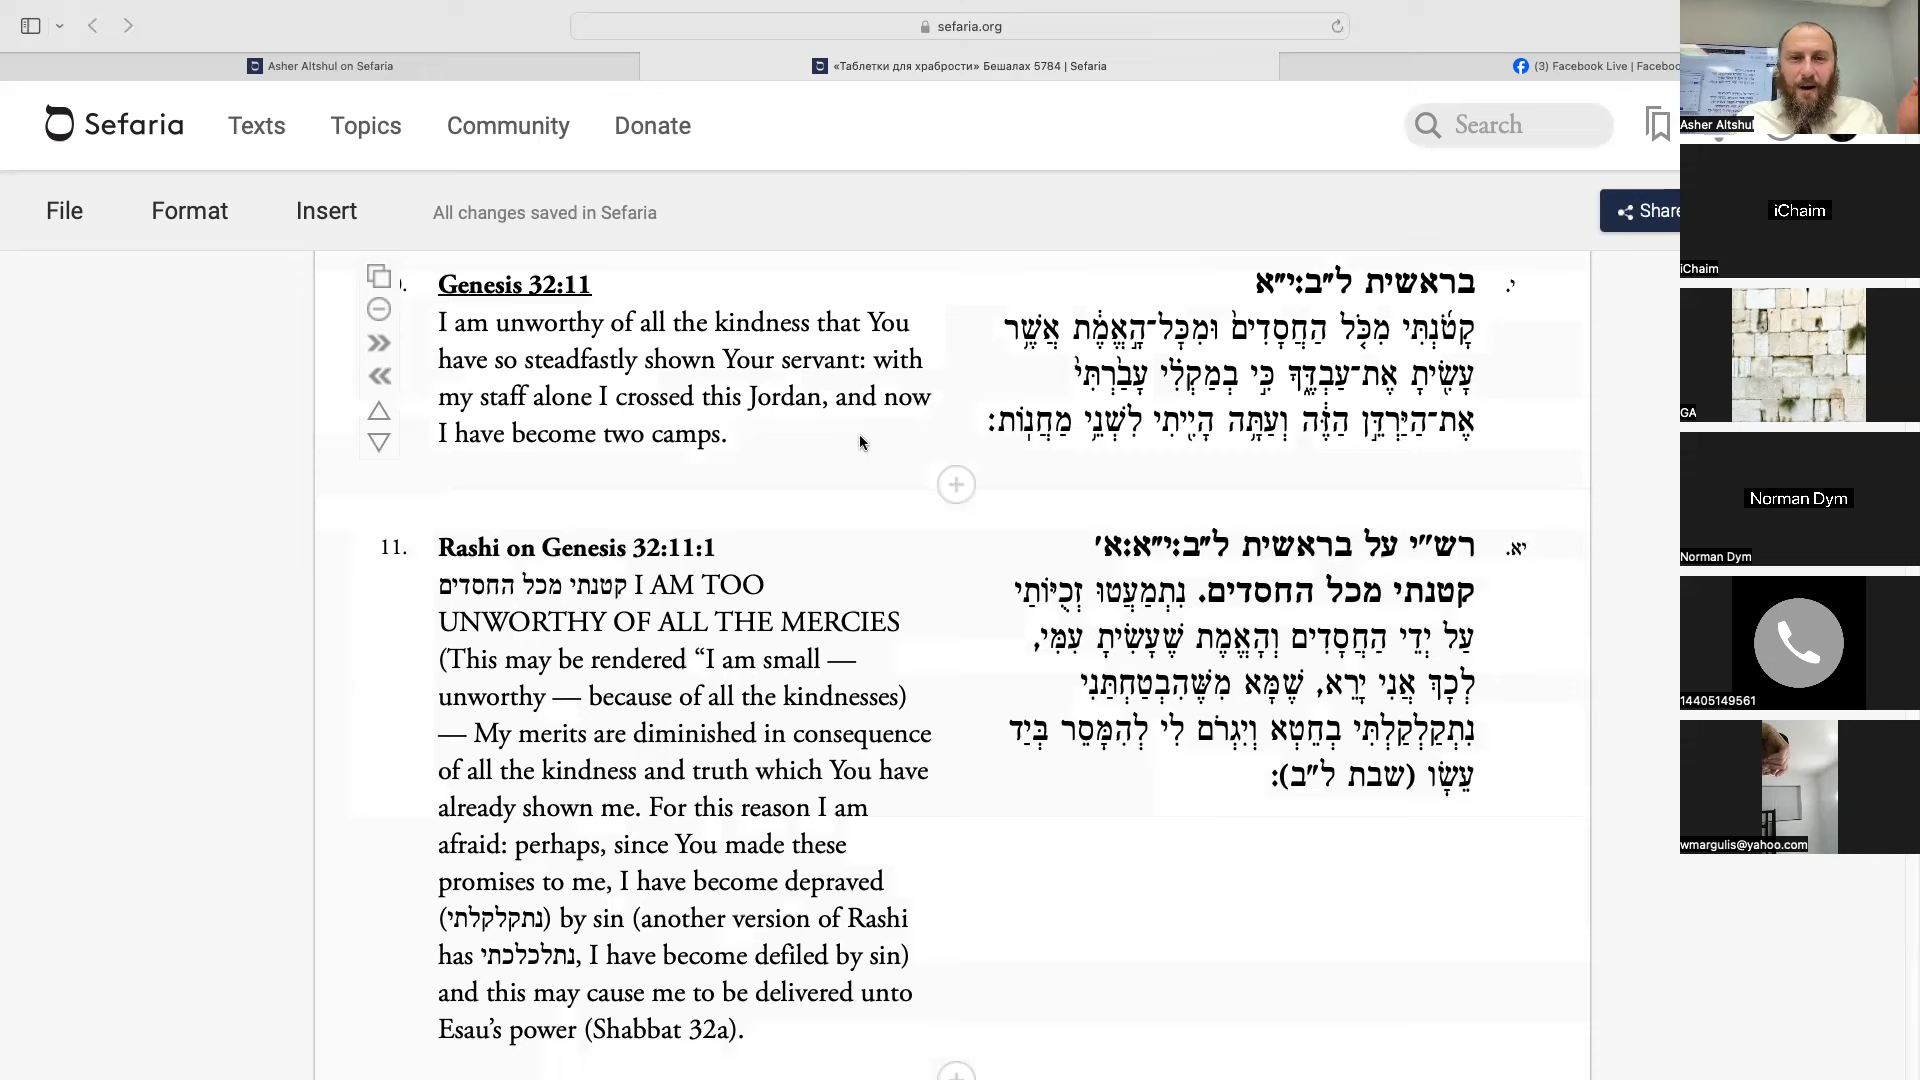 sefaria.org
Asher Altshul on Sefaria
«Таблетки для храбрости» Бешалах 5784 | Sefaria
(3) Facebook Live | Faceboo
Sefaria
Texts
Topics
Community
Donate
Search
File
Format
Insert
All changes saved in Sefaria
Share
Genesis 32:11
I am unworthy of all the kindness that You
have so steadfastly shown Your servant: with
my staff alone I crossed this Jordan, and now
I have become two camps.
י.
בראשית ל״ב:י״א
קָטֹ֜נְתִּי מִכֹּ֤ל הַחֲסָדִים֙ וּמִכׇּל־הָ֣אֱמֶ֔ת אֲשֶׁ֥ר
עָשִׂ֖יתָ אֶת־עַבְדֶּ֑ךָ כִּ֣י בְמַקְלִ֗י עָבַ֙רְתִּי֙
אֶת־הַיַּרְדֵּ֣ן הַזֶּ֔ה וְעַתָּ֥ה הָיִ֖יתִי לִשְׁנֵ֥י מַחֲנֽוֹת׃
11.
Rashi on Genesis 32:11:1
קטנתי מכל החסדים I AM TOO
UNWORTHY OF ALL THE MERCIES
(This may be rendered “I am small —
unworthy — because of all the kindnesses)
— My merits are diminished in consequence
of all the kindness and truth which You have
already shown me. For this reason I am
afraid: perhaps, since You made these
promises to me, I have become depraved
(נתקלקלתי) by sin (another version of Rashi
has נתלכלכתי, I have become defiled by sin)
and this may cause me to be delivered unto
Esau’s power (Shabbat 32a).
יא.
רש״י על בראשית ל״ב:י״א:א׳
קטנתי מכל החסדים. נִתְמַעֲטוּ זְכֻיּוֹתַי
עַל יְדֵי הַחֲסָדִים וְהָאֱמֶת שֶׁעָשִׂיתָ עִמִּי,
לְכָךְ אֲנִי יָרֵא, שֶׁמָּא מִשֶּׁהִבְטַחְתַּנִי
נִתְקַלְקַלְתִּי בְחֵטְא וְיִגְרֹם לִי לְהִמָּסֵר בְּיַד
עֵשָׂו (שבת ל״ב):
Asher Altshul
iChaim
iChaim
GA
Norman Dym
Norman Dym
14405149561
wmargulis@yahoo.com